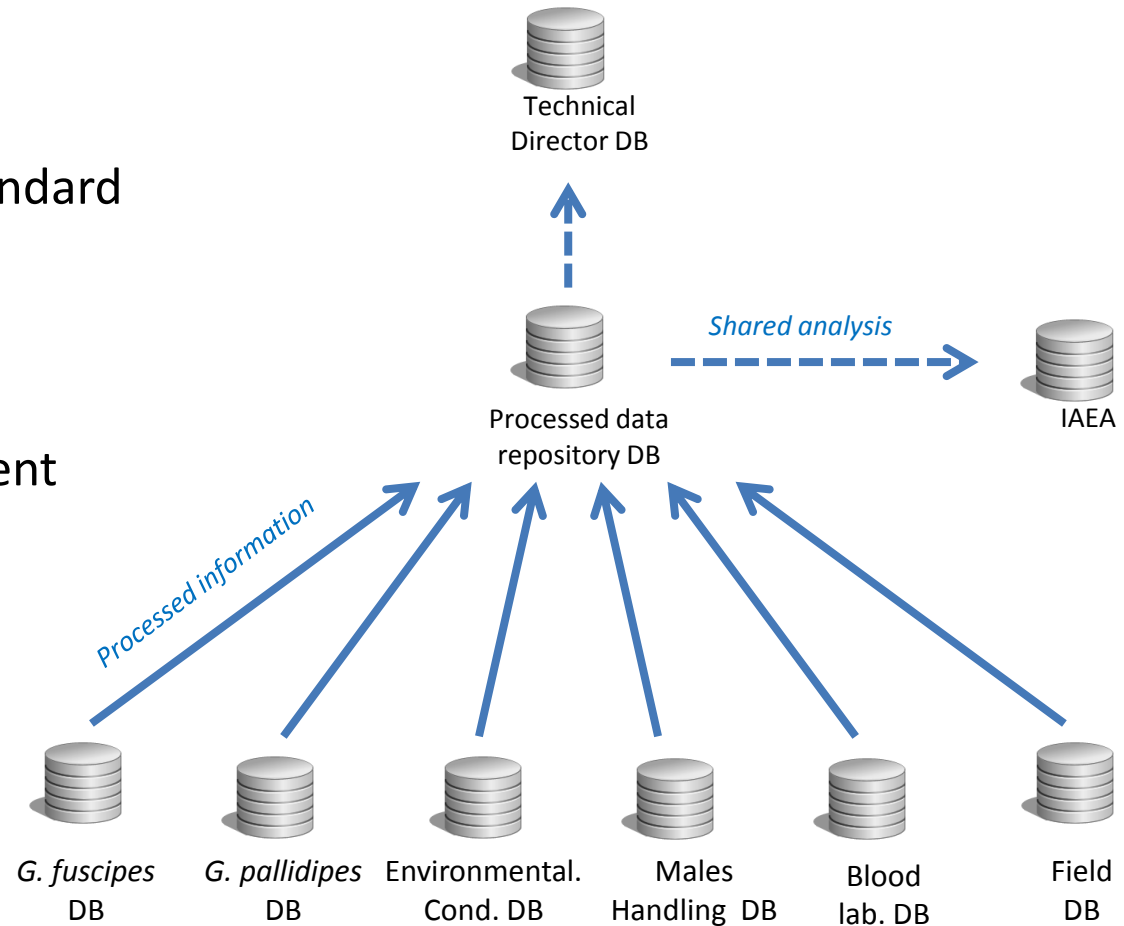 Technical
Director DB
ndard
Shared analysis
IAEA
Processed data
repository DB
ent
Processed information
G. fuscipes
DB
G. pallidipes
DB
Environmental.
Cond. DB
Males
Handling DB
Blood
lab. DB
Field
DB